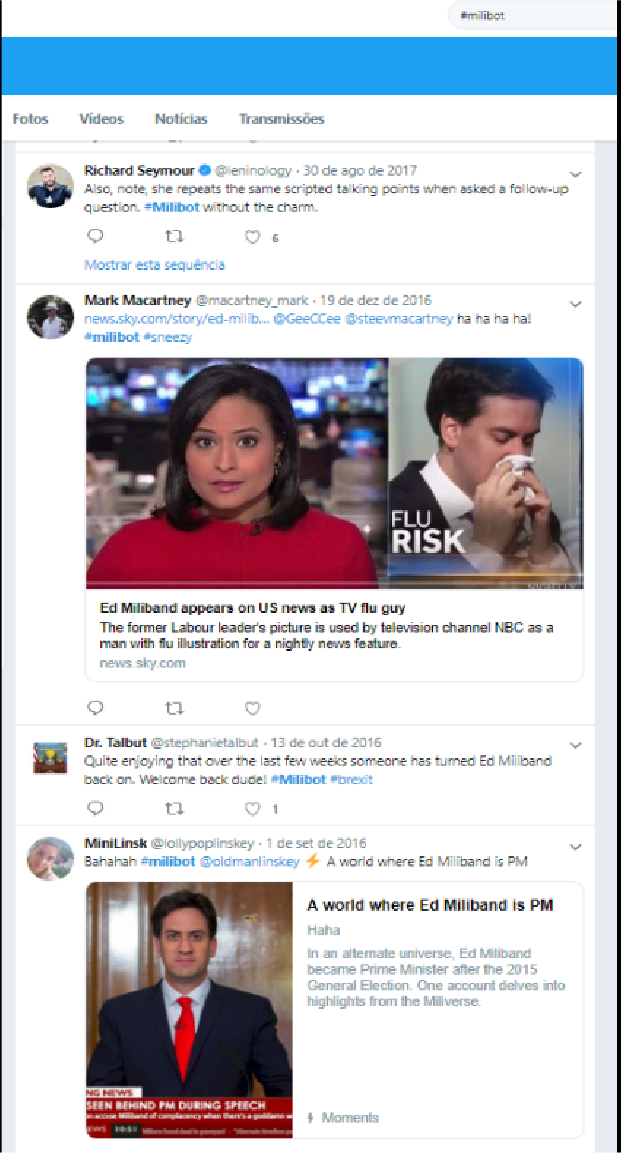 #milibot
Fotos Vídeos Notícias Transmissões
Richard Seymour @leninology · 30 de ago de 2017
Also, note, she repeats the same scripted talking points when asked a follow-up
question. #Milibot without the charm.
6
Mostrar esta sequência
Mark Macartney @macartney_mark · 19 de dez de 2016
news.sky.com/story/ed-milib... @GeeCCee @steevmacartney ha ha ha ha!
#milibot #sneezy
FLU
RISK
NIGHTLY
Ed Miliband appears on US news as TV flu guy
The former Labour leader's picture is used by television channel NBC as a
man with flu illustration for a nightly news feature.
news.sky.com
Dr. Talbut @stephanietalbut · 13 de out de 2016
Quite enjoying that over the last few weeks someone has turned Ed Miliband
back on. Welcome back dude! #Milibot #brexit
1
MiniLinsk @lollypoplinskey · 1 de set de 2016
Bahahah #milibot @oldmanlinskey ⚡ A world where Ed Miliband is PM
A world where Ed Miliband is PM
Haha
In an alternate universe, Ed Miliband
became Prime Minister after the 2015
General Election. One account delves into
highlights from the Miliverse.
NG NEWS
SEEN BEHIND PM DURING SPEECH
accuse Miliband of complacency when there's a goddamn
EWS 10:51
Moments